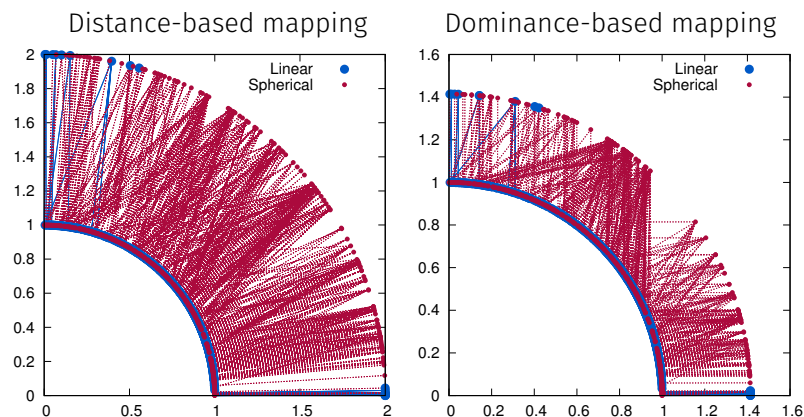 Distance-based mapping
Dominance-based mapping
2
1.8
1.6
1.4
1.2
1
0.8
0.6
0.4
0.2
0
0 0.5 1 1.5 2
Linear
Spherical
1.6
1.4
1.2
1
0.8
0.6
0.4
0.2
0
0 0.2 0.4 0.6 0.8 1 1.2 1.4 1.6
Linear
Spherical